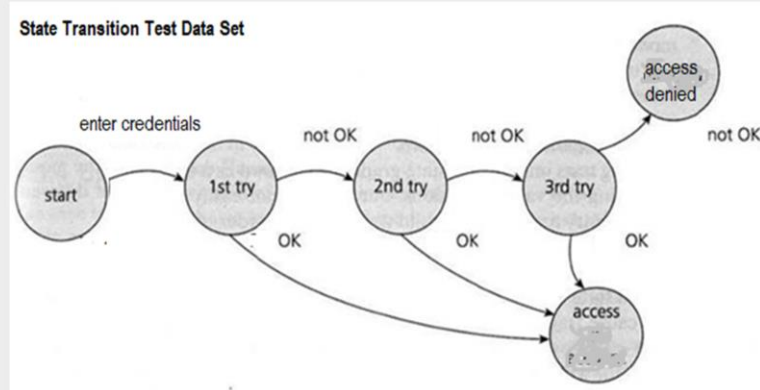 State Transition Test Data Set
enter credentials
start
1st try
not OK
2nd try
not OK
3rd try
access
denied
not OK
OK
OK
OK
access